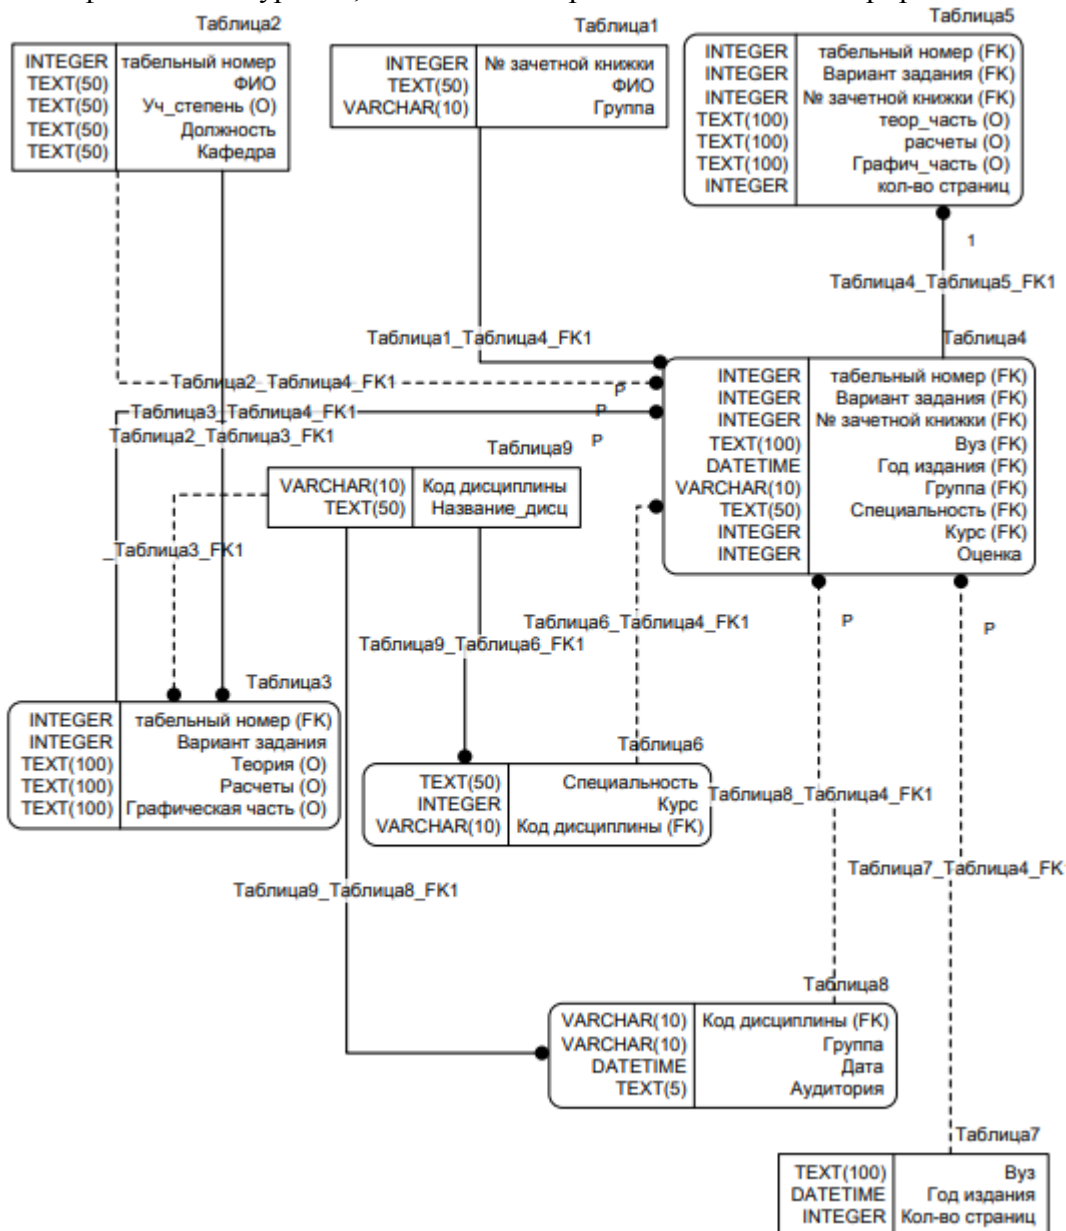 Таблица2
INTEGER табельный номер
TEXT(50) ФИО
TEXT(50) Уч_степень (O)
TEXT(50) Должность
TEXT(50) Кафедра
Таблица1
INTEGER № зачетной книжки
TEXT(50) ФИО
VARCHAR(10) Группа
Таблица5
INTEGER табельный номер (FK)
INTEGER Вариант задания (FK)
INTEGER № зачетной книжки (FK)
TEXT(100) теор_часть (O)
TEXT(100) расчеты (O)
TEXT(100) Графич_часть (O)
INTEGER кол-во страниц
1
Таблица4_Таблица5_FK1
Таблица1_Таблица4_FK1
Таблица4
INTEGER табельный номер (FK)
INTEGER Вариант задания (FK)
INTEGER № зачетной книжки (FK)
TEXT(100) Вуз (FK)
DATETIME Год издания (FK)
VARCHAR(10) Группа (FK)
TEXT(50) Специальность (FK)
INTEGER Курс (FK)
INTEGER Оценка
Таблица2_Таблица4_FK1
P
Таблица3_Таблица4_FK1
P
Таблица2_Таблица3_FK1
P
Таблица9
VARCHAR(10) Код дисциплины
TEXT(50) Название_дисц
_Таблица3_FK1
Таблица6_Таблица4_FK1
P
P
Таблица9_Таблица6_FK1
Таблица3
INTEGER табельный номер (FK)
INTEGER Вариант задания
TEXT(100) Теория (O)
TEXT(100) Расчеты (O)
TEXT(100) Графическая часть (O)
Таблица6
TEXT(50) Специальность
INTEGER Курс
VARCHAR(10) Код дисциплины (FK)
Таблица8_Таблица4_FK1
Таблица7_Таблица4_FK
Таблица9_Таблица8_FK1
Таблица8
VARCHAR(10) Код дисциплины (FK)
VARCHAR(10) Группа
DATETIME Дата
TEXT(5) Аудитория
Таблица7
TEXT(100) Вуз
DATETIME Год издания
INTEGER Кол-во страниц